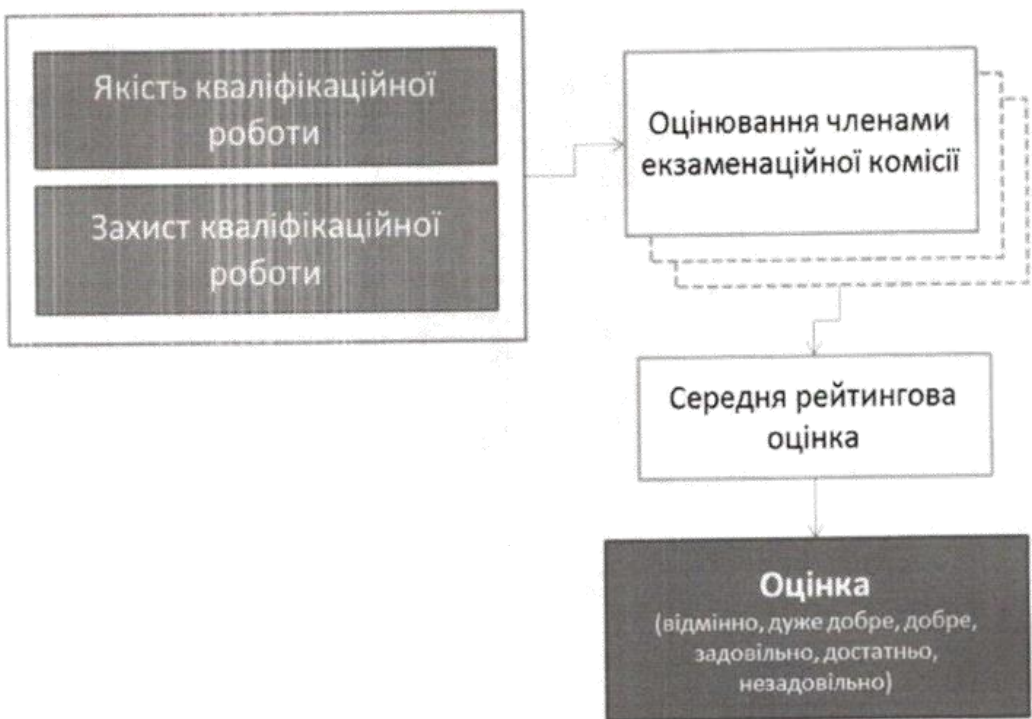 Якість кваліфікаційної
роботи
Захист кваліфікаційної
роботи
Оцінювання членами
екзаменаційної комісії
Середня рейтингова
оцінка
Оцінка
(відмінно, дуже добре, добре,
задовільно, достатньо,
незадовільно)